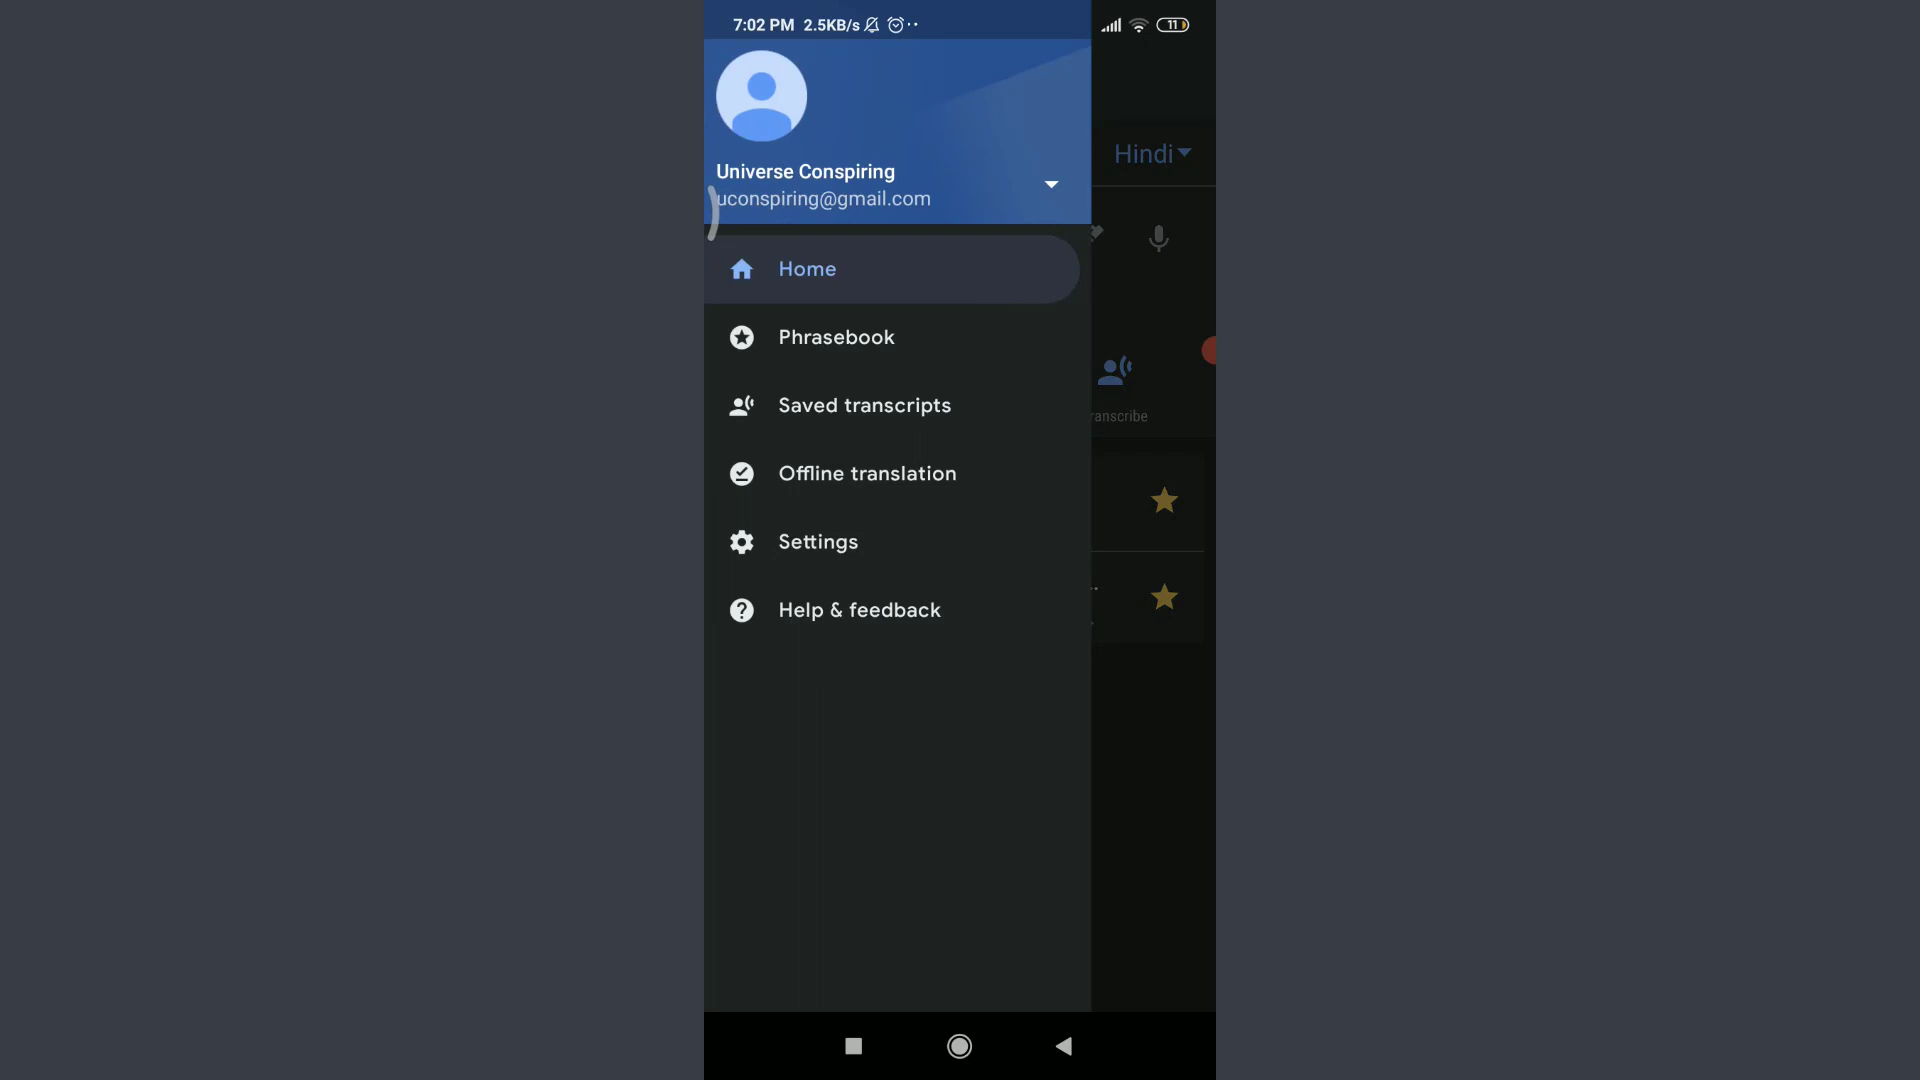 7:02 PM 2.5KB/s
11
Universe Conspiring
uconspiring@gmail.com
Hindi
Home
Phrasebook
Saved transcripts
ranscribe
Offline translation
Settings
Help & feedback